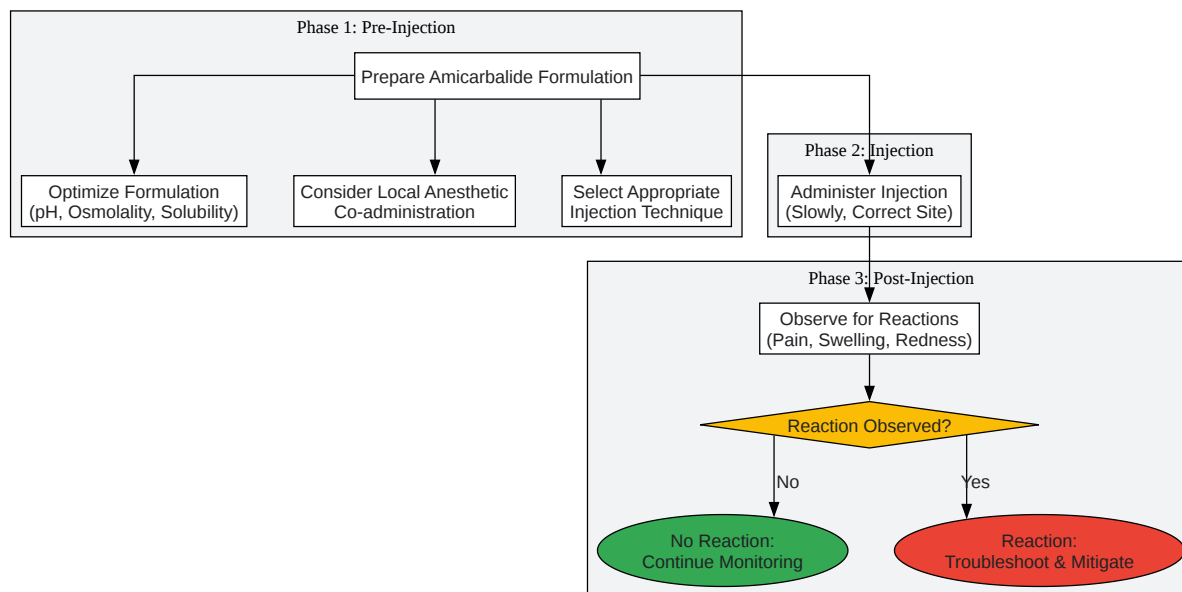 Phase 1: Pre-Injection
Prepare Amicarbalide Formulation
Optimize Formulation
(pH, Osmolality, Solubility)
Consider Local Anesthetic
Co-administration
Select Appropriate
Injection Technique
Phase 2: Injection
Administer Injection
(Slowly, Correct Site)
Phase 3: Post-Injection
Observe for Reactions
(Pain, Swelling, Redness)
Reaction Observed?
No
Yes
No Reaction:
Continue Monitoring
Reaction:
Troubleshoot & Mitigate